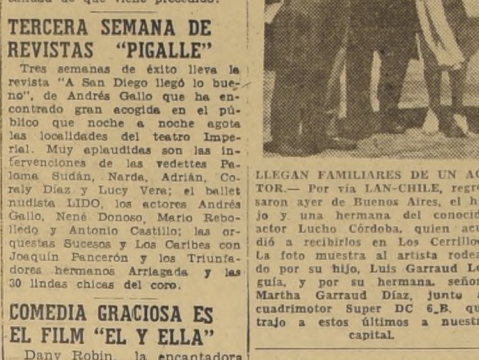 TERCERA SEMANA DE
REVISTAS "PIGALLE"
Tres semanas de éxito lleva la
revista "A San Diego llegó lo bue-
no", de Andrés Gallo que ha en-
contrado gran acogida en el pú-
blico que noche a noche agota
las localidades del teatro Impe-
rial. Muy aplaudidas son las in-
tervenciones de las vedettes Pa-
loma Sudán, Narda, Adrián, Co-
raly Díaz y Lucy Vera; el ballet
nudista LIDO, los actores Andrés
Gallo, Nené Donoso, Mario Rebo-
lledo y Antonio Castillo; las or-
questas Sucesos y Los Caribes con
Joaquín Pancerón y los Triunfa-
dores hermanos Arriagada y las
30 lindas chicas del coro.
COMEDIA GRACIOSA ES
EL FILM "EL Y ELLA"
Dany Robin, la encantadora
LLEGAN FAMILIARES DE UN AC
TOR.— Por vía LAN-CHILE, regre
saron ayer de Buenos Aires, el h
jo y una hermana del conocid
actor Lucho Córdoba, quien acu
dió a recibirlos en Los Cerrillo
La foto muestra al artista rodea
do por su hijo, Luis Garraud Le
guía, y por su hermana, señor
Martha Garraud Díaz, junto a
cuadrimotor Super DC 6_B, qu
trajo a estos últimos a nuestr
capital.